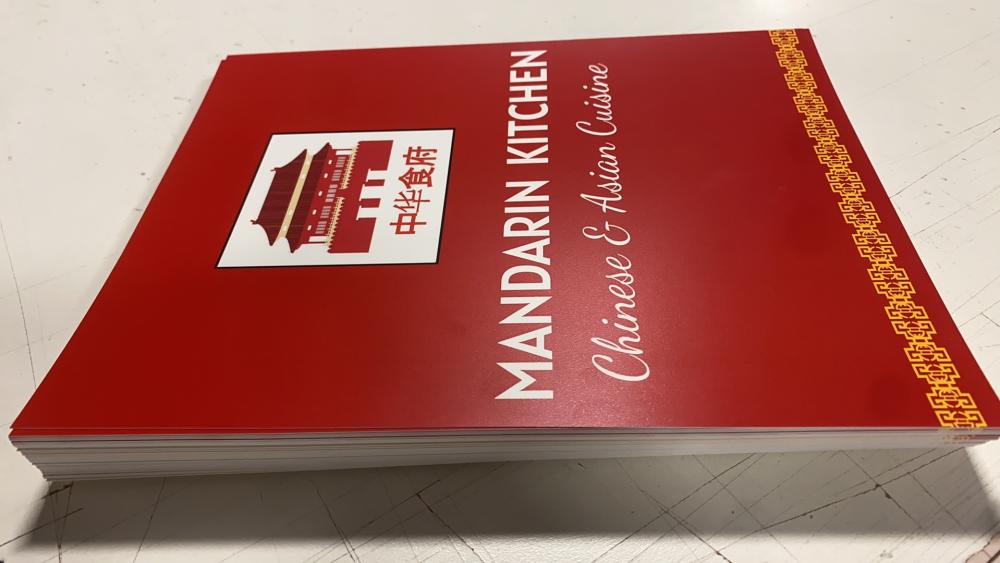 中华食府
MANDARIN KITCHEN
Chinese & Asian Cuisine